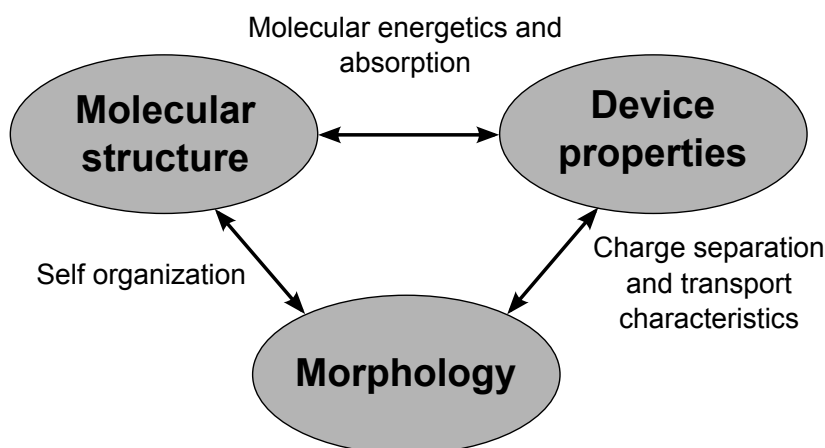 Molecular energetics and
absorption
Molecular
structure
Device
properties
Self organization
Charge separation
and transport
characteristics
Morphology